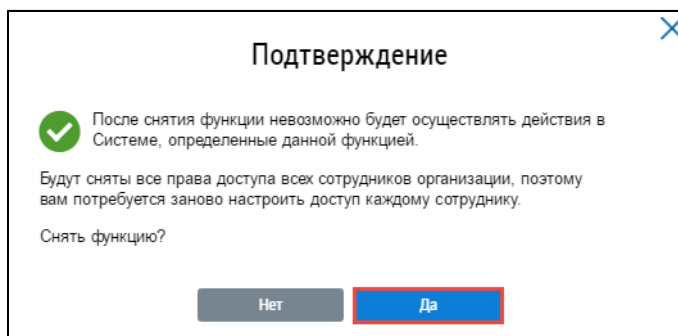 Подтверждение
После снятия функции невозможно будет осуществлять действия в
Системе, определенные данной функцией.
Будут сняты все права доступа всех сотрудников организации, поэтому
вам потребуется заново настроить доступ каждому сотруднику.
Снять функцию?
Нет
Да